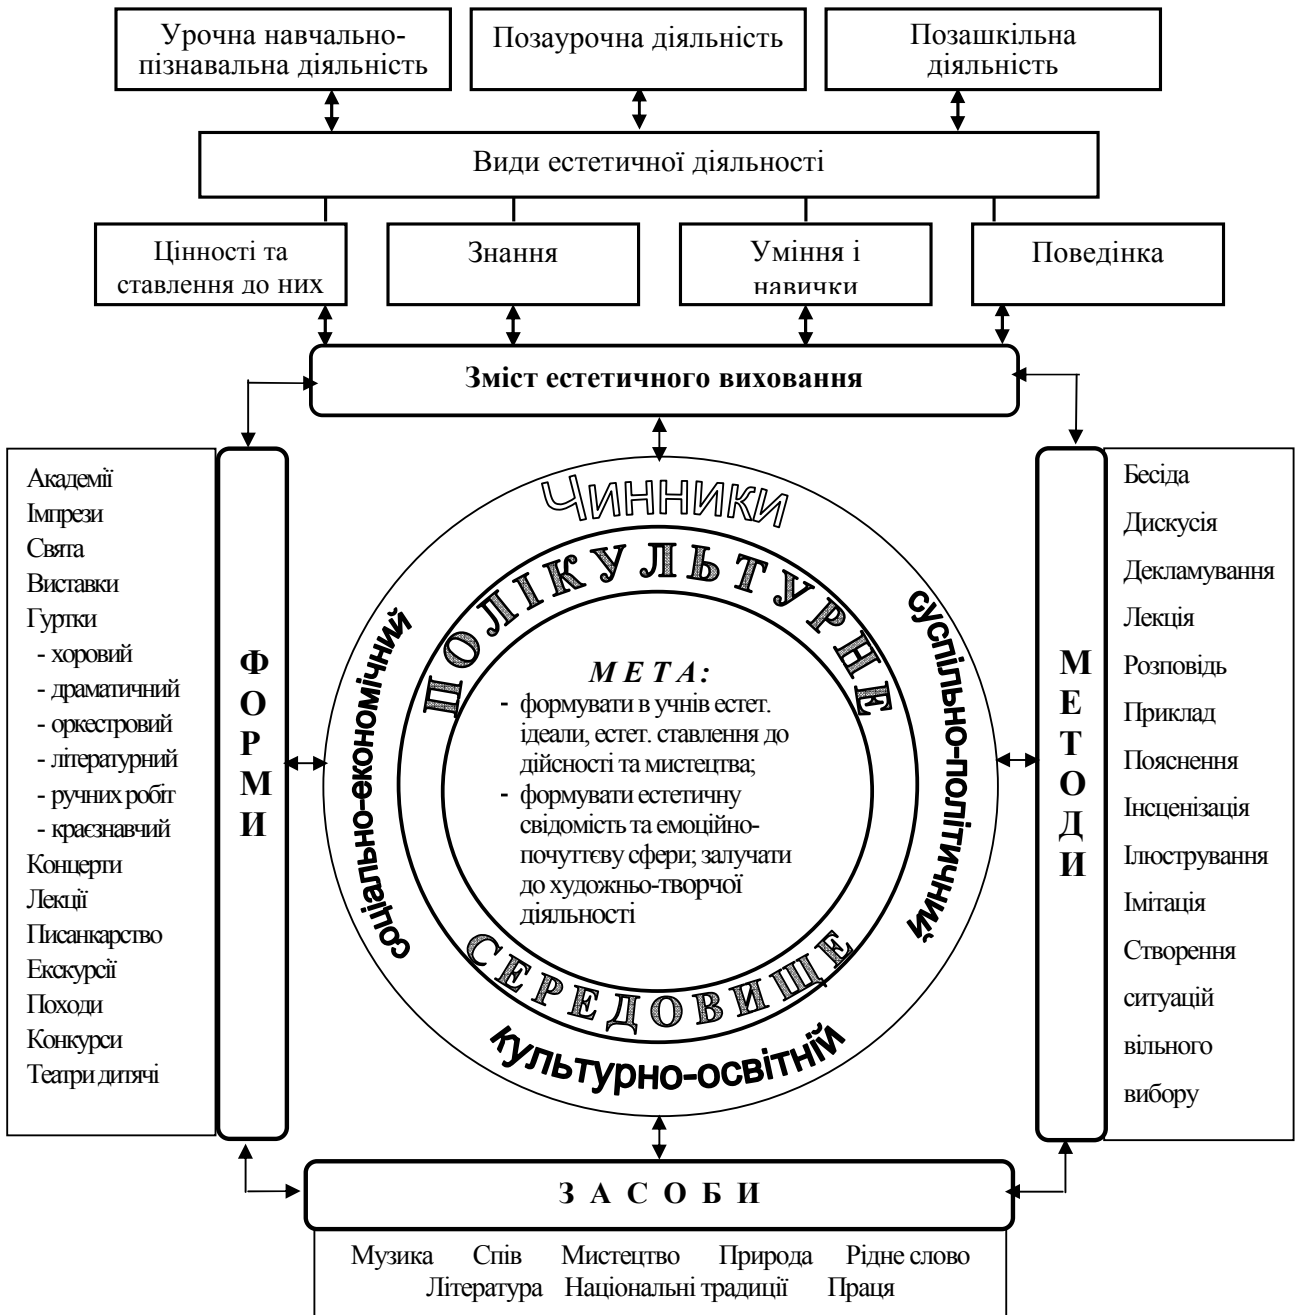 Урочна навчально-
пізнавальна діяльність
Позаурочна діяльність
Позашкільна
діяльність
Види естетичної діяльності
Цінності та
ставлення до них
Знання
Уміння і
навички
Поведінка
Зміст естетичного виховання
Академії
Імпрези
Свята
Виставки
Гуртки
- хоровий
- драматичний
- оркестровий
- літературний
- ручних робіт
- краєзнавчий
Концерти
Лекції
Писанкарство
Екскурсії
Походи
Конкурси
Театри дитячі
ФОРМИ
Чинники
соціально-економічний
суспільно-політичний
культурно-освітній
ПОЛІКУЛЬТУРНЕ
СЕРЕДОВИЩЕ
МЕТА:
- формувати в учнів естет.
ідеали, естет. ставлення до
дійсності та мистецтва;
- формувати естетичну
свідомість та емоційно-
почуттєву сфери; залучати
до художньо-творчої
діяльності
МЕТОДИ
Бесіда
Дискусія
Декламування
Лекція
Розповідь
Приклад
Пояснення
Інсценізація
Ілюстрування
Імітація
Створення
ситуацій
вільного
вибору
ЗАСОБИ
Музика Спів Мистецтво Природа Рідне слово
Література Національні традиції Праця